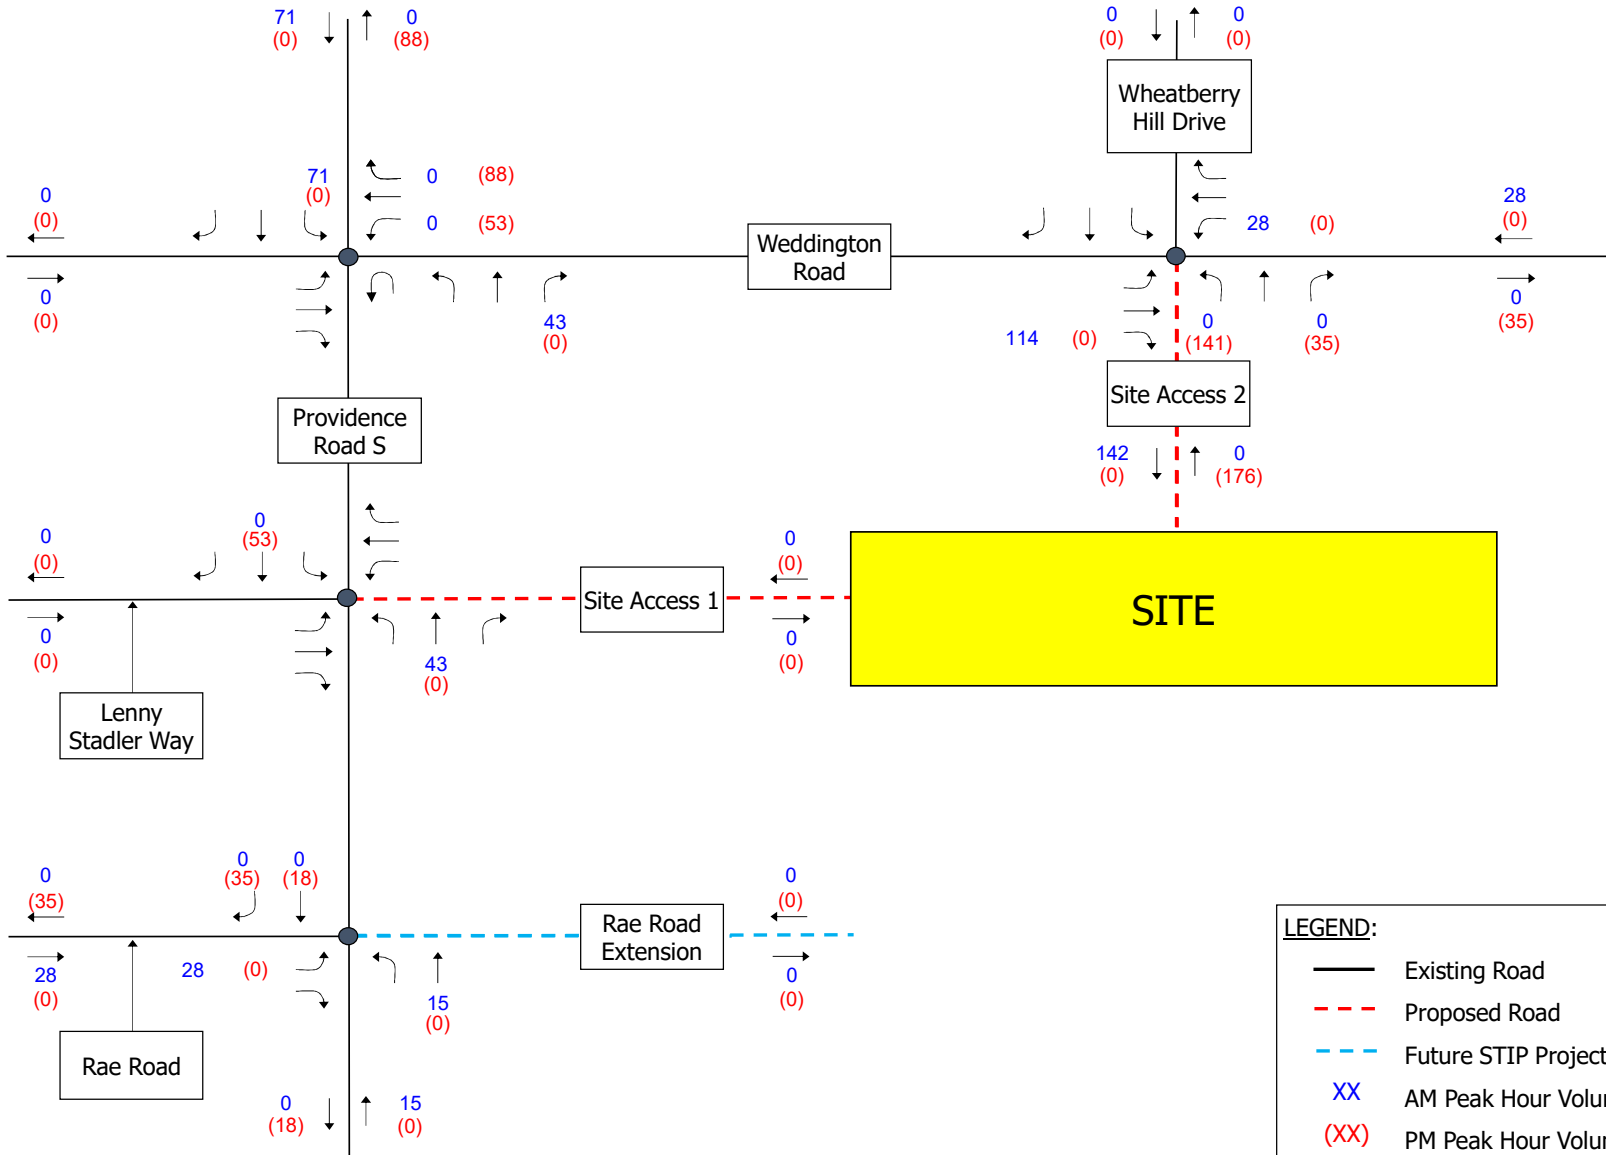 71 0
(0) (88)
0 0
(0) (0)
Wheatberry
Hill Drive
71
(0)
0 (88)
0 (53)
0
(0)
0
(0)
43
(0)
Weddington
Road
28 (0)
28
(0)
0
(35)
114 (0)
0
(141)
0
(35)
Site Access 2
142 0
(0) (176)
Providence
Road S
0
(53)
0
(0)
0
(0)
43
(0)
Site Access 1
0
(0)
0
(0)
SITE
Lenny
Stadler Way
0 0
(35) (18)
0
(35)
28
(0)
28 (0)
15
(0)
Rae Road
Extension
0
(0)
0
(0)
Rae Road
0 15
(18) (0)
LEGEND:
Existing Road
Proposed Road
Future STIP Project
XX AM Peak Hour Volu
(XX) PM Peak Hour Volu